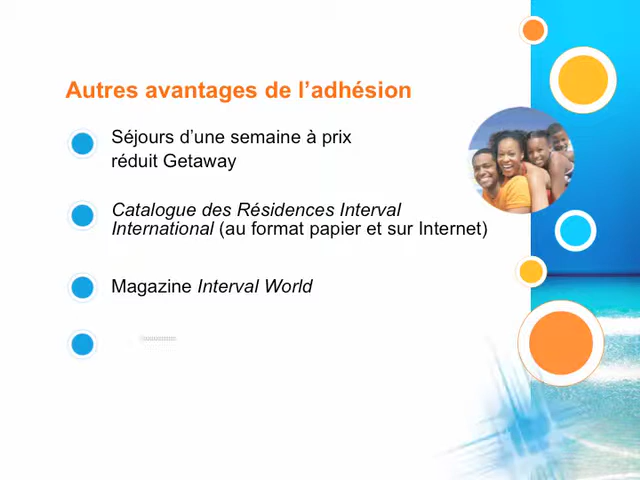 Autres avantages de l’adhésion
Séjours d’une semaine à prix
réduit Getaway
Catalogue des Résidences Interval
International (au format papier et sur Internet)
Magazine Interval World